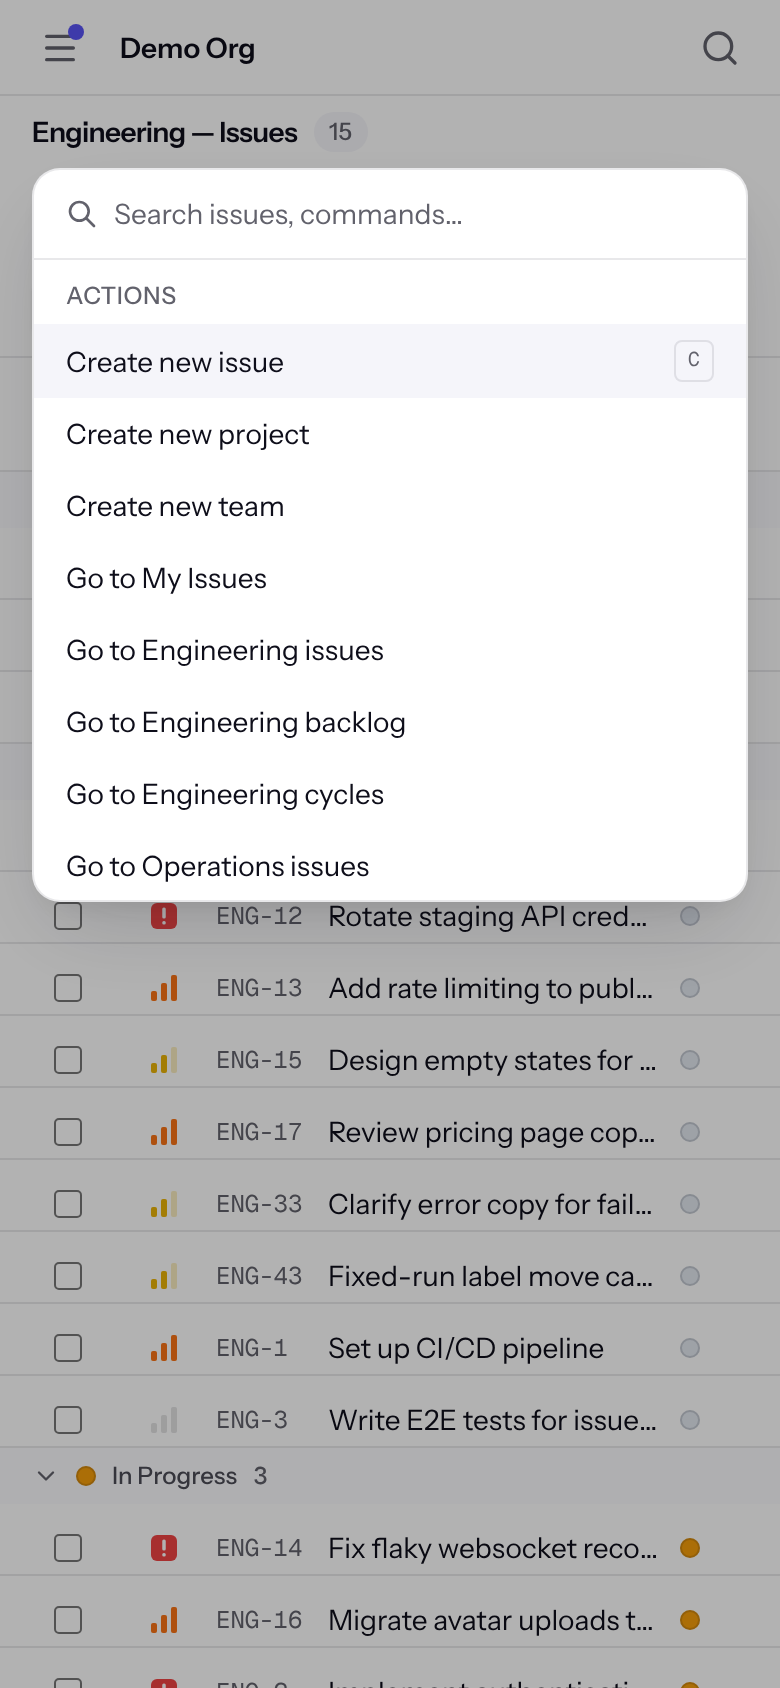 Demo Org
Engineering — Issues 15
Search issues, commands...
ACTIONS
Create new issue C
Create new project
Create new team
Go to My Issues
Go to Engineering issues
Go to Engineering backlog
Go to Engineering cycles
Go to Operations issues
ENG-12 Rotate staging API cred...
ENG-13 Add rate limiting to publ...
ENG-15 Design empty states for ...
ENG-17 Review pricing page cop...
ENG-33 Clarify error copy for fail...
ENG-43 Fixed-run label move ca...
ENG-1 Set up CI/CD pipeline
ENG-3 Write E2E tests for issue...
In Progress 3
ENG-14 Fix flaky websocket reco...
ENG-16 Migrate avatar uploads t...